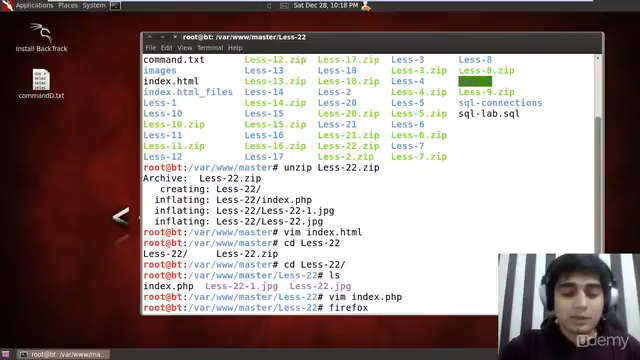 Applications Places System
Sat Dec 28, 10:18 PM
Install BackTrack
commandD.txt
<
root@bt: /var/www/master/Less-22
File Edit View Terminal Help
command.txt Less-12.zip Less-17.zip Less-3 Less-8
images Less-13 Less-18 Less-3.zip Less-8.zip
index.html Less-13.zip Less-18.zip Less-4
index.html_files Less-14 Less-2 Less-4.zip Less-9.zip
Less-1 Less-14.zip Less-20 Less-5 sql-connections
Less-10 Less-15 Less-21 Less-6 sql-lab.sql
Less-10.zip Less-15.zip Less-21.zip Less-6.zip
Less-11 Less-16 Less-22.zip Less-7
Less-11.zip Less-16.zip Less-2.zip Less-7.zip
Less-12 Less-17
root@bt:/var/www/master# unzip Less-22.zip
Archive: Less-22.zip
creating: Less-22/
inflating: Less-22/index.php
inflating: Less-22/Less-22-1.jpg
inflating: Less-22/Less-22.jpg
root@bt:/var/www/master# vim index.html
root@bt:/var/www/master# cd Less-22
Less-22/ Less-22.zip
root@bt:/var/www/master# cd Less-22/
root@bt:/var/www/master/Less-22# ls
index.php Less-22-1.jpg Less-22.jpg
root@bt:/var/www/master/Less-22# vim index.php
root@bt:/var/www/master/Less-22# firefox
udemy
root@bt: /var/www/ma...